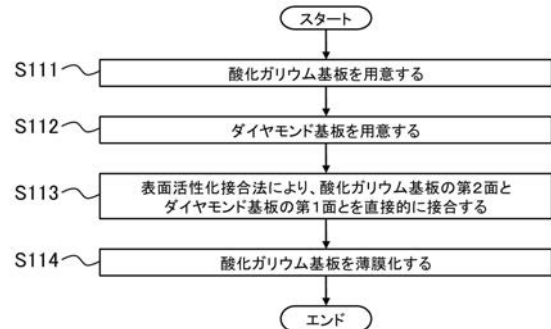 スタート
S111
酸化ガリウム基板を用意する
S112
ダイヤモンド基板を用意する
S113
表面活性化接合法により、酸化ガリウム基板の第2面と
ダイヤモンド基板の第1面とを直接的に接合する
S114
酸化ガリウム基板を薄膜化する
エンド